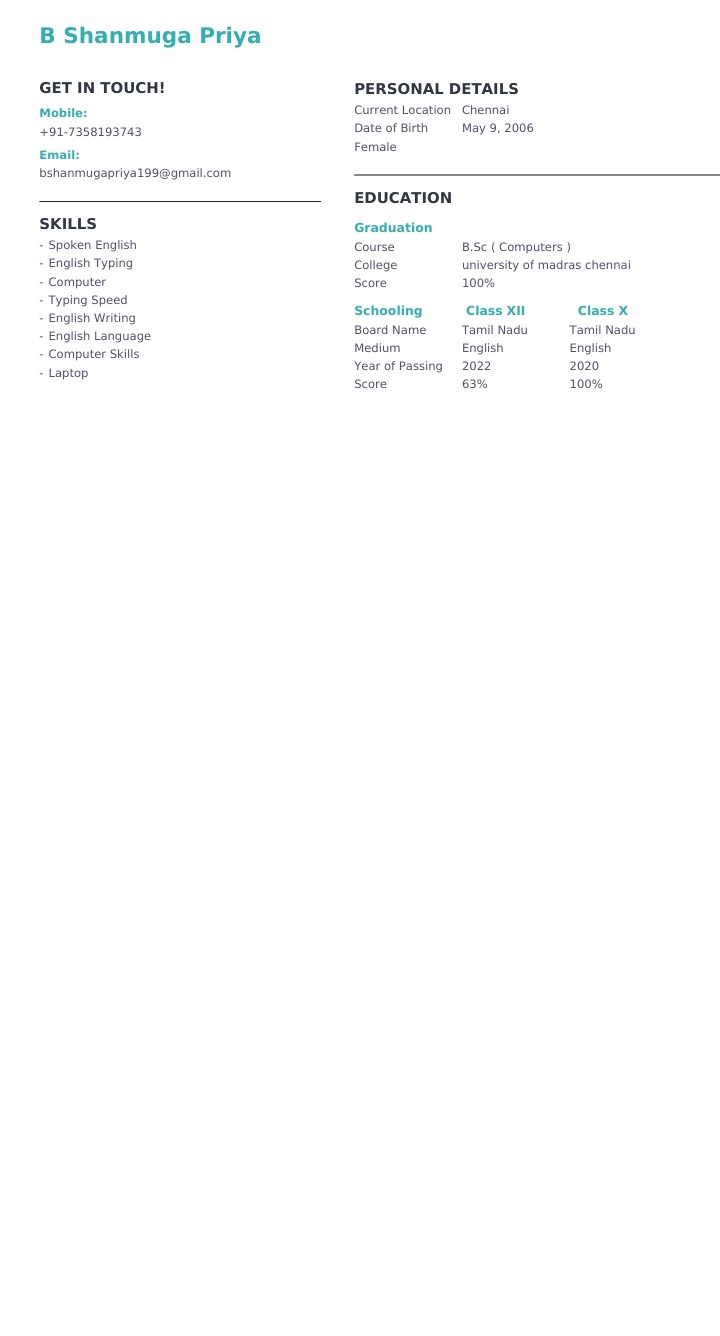 B Shanmuga Priya
GET IN TOUCH!
Mobile:
+91-7358193743
Email:
bshanmugapriya199@gmail.com
SKILLS
- Spoken English
- English Typing
- Computer
- Typing Speed
- English Writing
- English Language
- Computer Skills
- Laptop
PERSONAL DETAILS
Current Location Chennai
Date of Birth May 9, 2006
Female
EDUCATION
Graduation
Course B.Sc ( Computers )
College university of madras chennai
Score 100%
Schooling Class XII Class X
Board Name Tamil Nadu Tamil Nadu
Medium English English
Year of Passing 2022 2020
Score 63% 100%